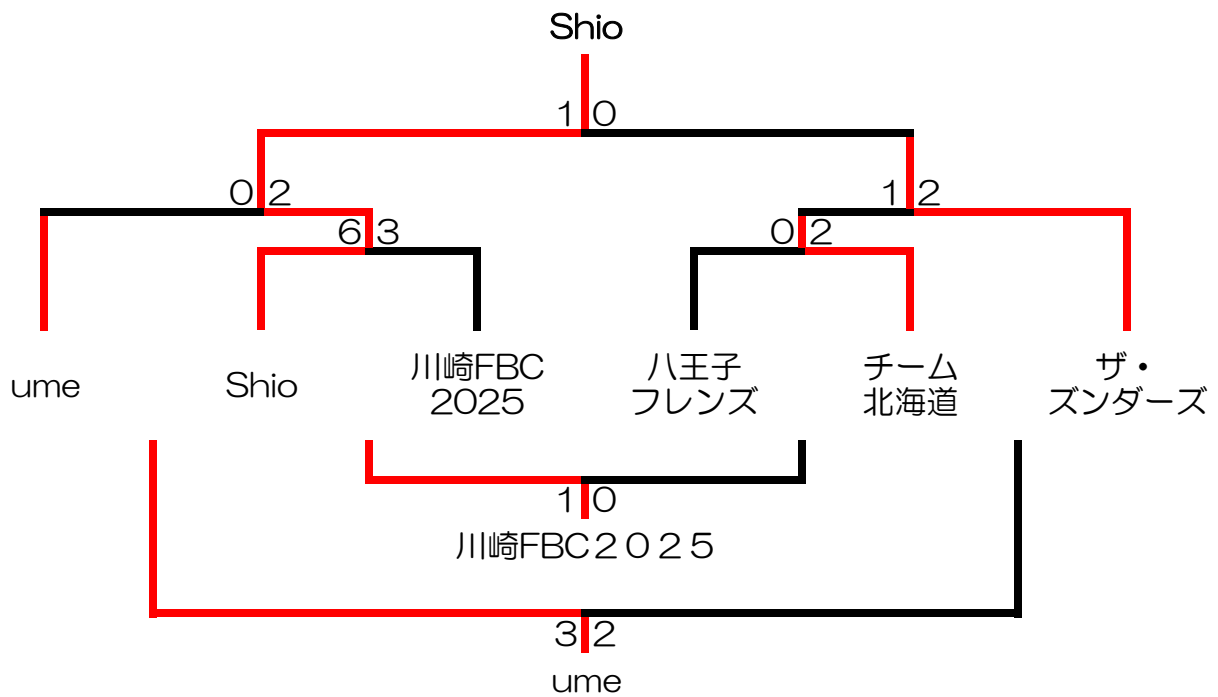 Shio
1 0
0 2
1 2
6 3
0 2
ume
Shio
川崎FBC
2025
八王子
フレンズ
チーム
北海道
ザ・
ズンダーズ
1 0
川崎FBC２０２５
3 2
ume